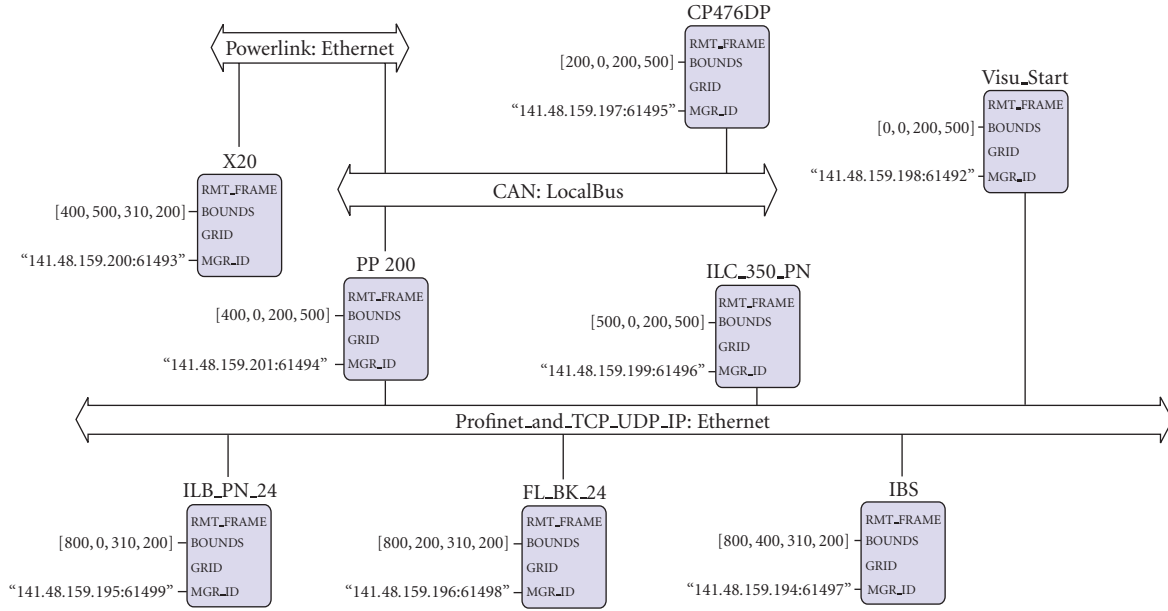 CP476DP
Powerlink: Ethernet
RMT_FRAME
[200, 0, 200, 500]
BOUNDS
GRID
“141.48.159.197:61495”
MGR_ID
Visu_Start
RMT_FRAME
[0, 0, 200, 500]
BOUNDS
GRID
“141.48.159.198:61492”
MGR_ID
X20
RMT_FRAME
[400, 500, 310, 200]
BOUNDS
GRID
“141.48.159.200:61493”
MGR_ID
CAN: LocalBus
PP 200
RMT_FRAME
[400, 0, 200, 500]
BOUNDS
GRID
“141.48.159.201:61494”
MGR_ID
ILC_350_PN
RMT_FRAME
[500, 0, 200, 500]
BOUNDS
GRID
“141.48.159.199:61496”
MGR_ID
Profinet_and_TCP_UDP_IP: Ethernet
ILB_PN_24
RMT_FRAME
[800, 0, 310, 200]
BOUNDS
GRID
“141.48.159.195:61499”
MGR_ID
FL_BK_24
RMT_FRAME
[800, 200, 310, 200]
BOUNDS
GRID
“141.48.159.196:61498”
MGR_ID
IBS
RMT_FRAME
[800, 400, 310, 200]
BOUNDS
GRID
“141.48.159.194:61497”
MGR_ID